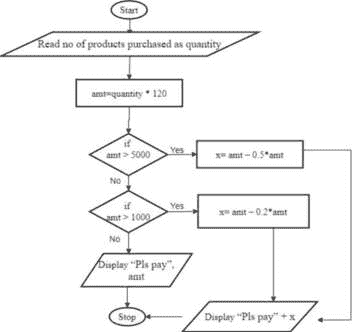 Start
Read no of products purchased as quantity
amt=quantity * 120
if
amt > 5000
Yes
x= amt – 0.5*amt
No
if
amt > 1000
Yes
x= amt – 0.2*amt
No
Display “Pls pay”,
amt
Stop
Display “Pls pay” + x